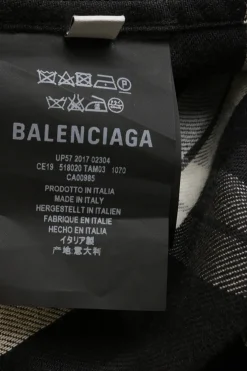 BALENCIAGA
UP57 2017 02304
CE19 518020 TAM03 1070
CA00985
PRODOTTO IN ITALIA
MADE IN ITALY
HERGESTELLT IN ITALIEN
FABRIQUE EN ITALIE
HECHO EN ITALIA
イタリア製
产地:意大利